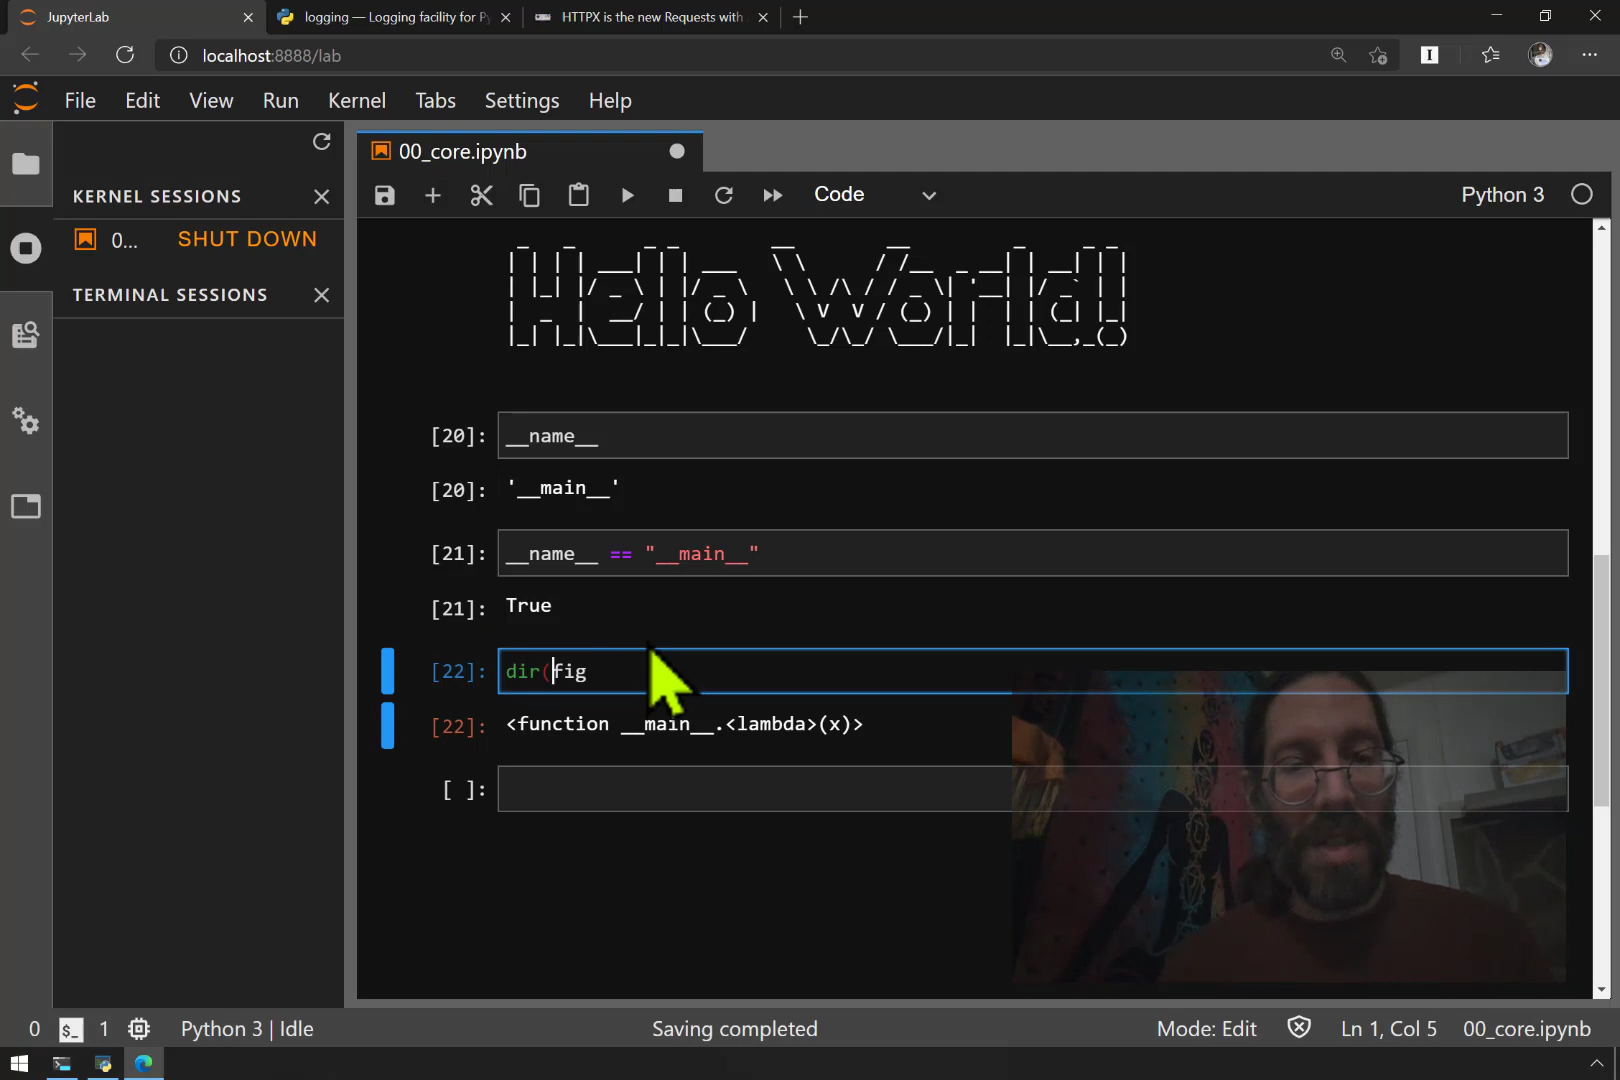 JupyterLab
logging — Logging facility for Py
HTTPX is the new Requests with
localhost:8888/lab
File Edit View Run Kernel Tabs Settings Help
00_core.ipynb
Code
Python 3
KERNEL SESSIONS
0... SHUT DOWN
TERMINAL SESSIONS
Hello World!
[20]: __name__
[20]: '__main__'
[21]: __name__ == "__main__"
[21]: True
[22]: dir(fig
[22]: <function __main__.<lambda>(x)>
[ ]:
0 $_ 1 Python 3 | Idle Saving completed Mode: Edit Ln 1, Col 5 00_core.ipynb